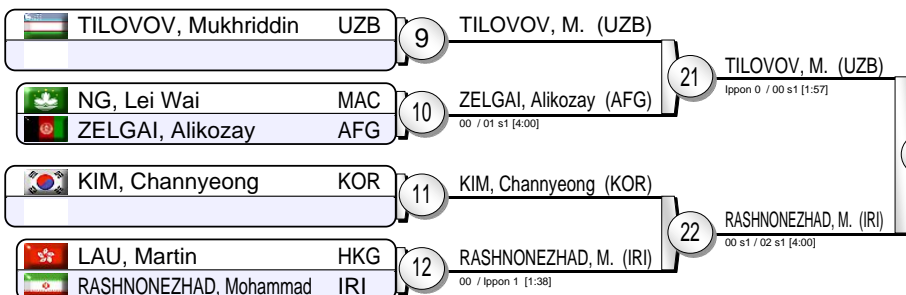 TILOVOV, Mukhriddin UZB
9
TILOVOV, M. (UZB)
NG, Lei Wai MAC
ZELGAI, Alikozay AFG
10
ZELGAI, Alikozay (AFG)
00 / 01 s1 [4:00]
21
TILOVOV, M. (UZB)
Ippon 0 / 00 s1 [1:57]
KIM, Channyeong KOR
11
KIM, Channyeong (KOR)
LAU, Martin HKG
RASHNONEZHAD, Mohammad IRI
12
RASHNONEZHAD, M. (IRI)
00 / Ippon 1 [1:38]
22
RASHNONEZHAD, M. (IRI)
00 s1 / 02 s1 [4:00]